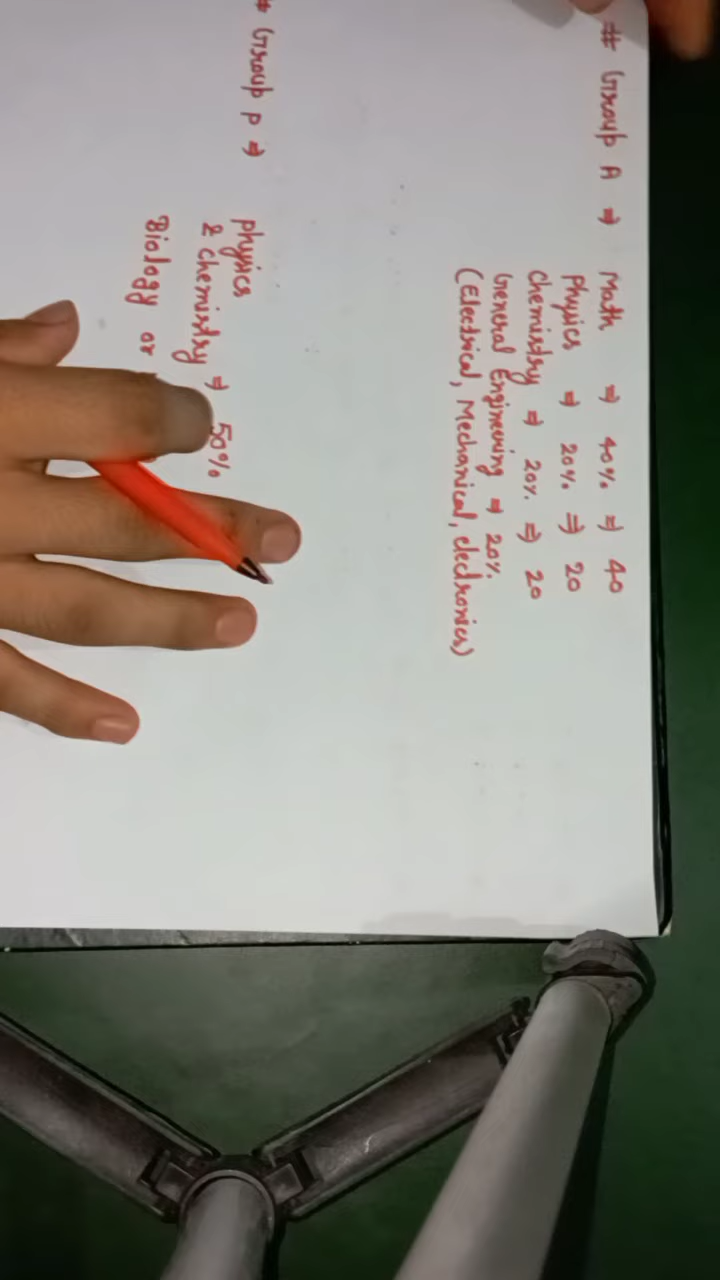 # Group A ⇒ Math ⇒ 40% ⇒ 40
Physics ⇒ 20% ⇒ 20
Chemistry ⇒ 20% ⇒ 20
General Engineering ⇒ 20%
(Electrical, Mechanical, electronics)
# Group P ⇒ Physics
& Chemistry ⇒ 50%
Biology or